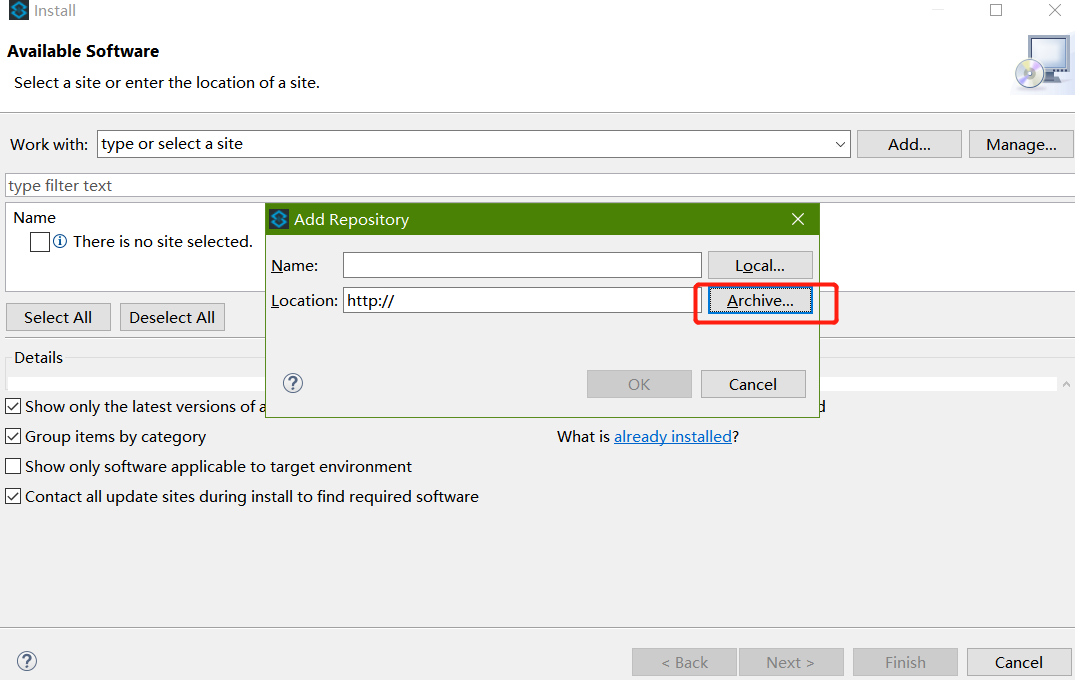 Install
Available Software
Select a site or enter the location of a site.
Work with: type or select a site Add... Manage...
type filter text
Name
There is no site selected.
Add Repository
Name: Local...
Location: http:// Archive...
? OK Cancel
Select All Deselect All
Details
Show only the latest versions of a d
Group items by category What is already installed?
Show only software applicable to target environment
Contact all update sites during install to find required software
? < Back Next > Finish Cancel